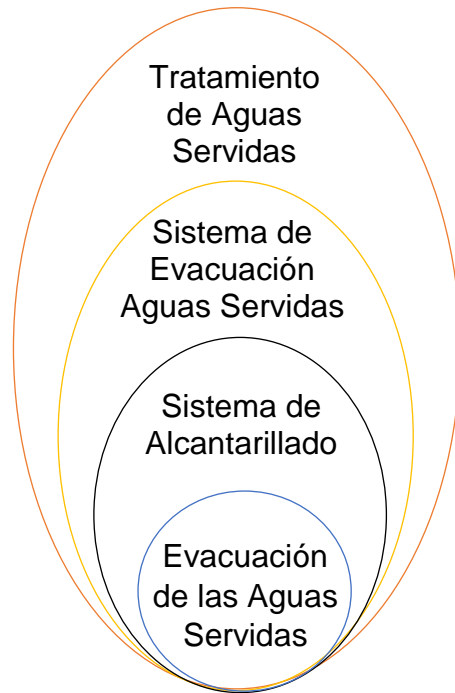 Tratamiento
de Aguas
Servidas
Sistema de
Evacuación
Aguas Servidas
Sistema de
Alcantarillado
Evacuación
de las Aguas
Servidas